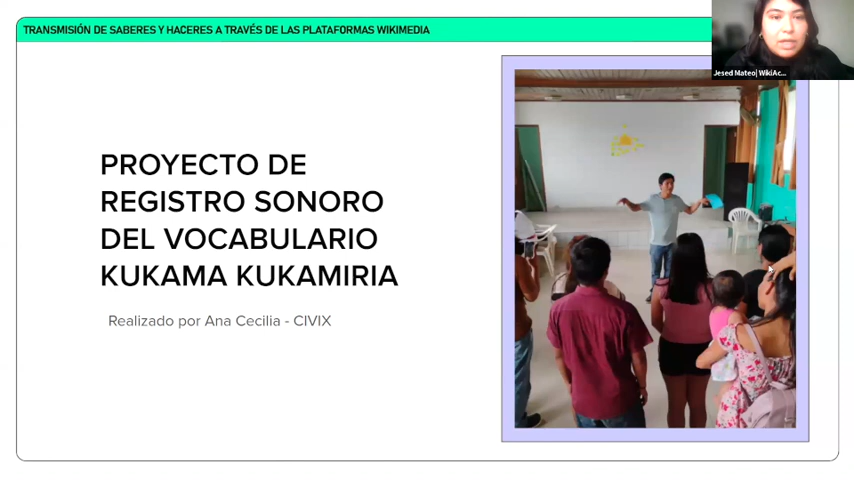 TRANSMISIÓN DE SABERES Y HACERES A TRAVÉS DE LAS PLATAFORMAS WIKIMEDIA
Jesed Mateo| WikiAc...
PROYECTO DE
REGISTRO SONORO
DEL VOCABULARIO
KUKAMA KUKAMIRIA
Realizado por Ana Cecilia - CIVIX